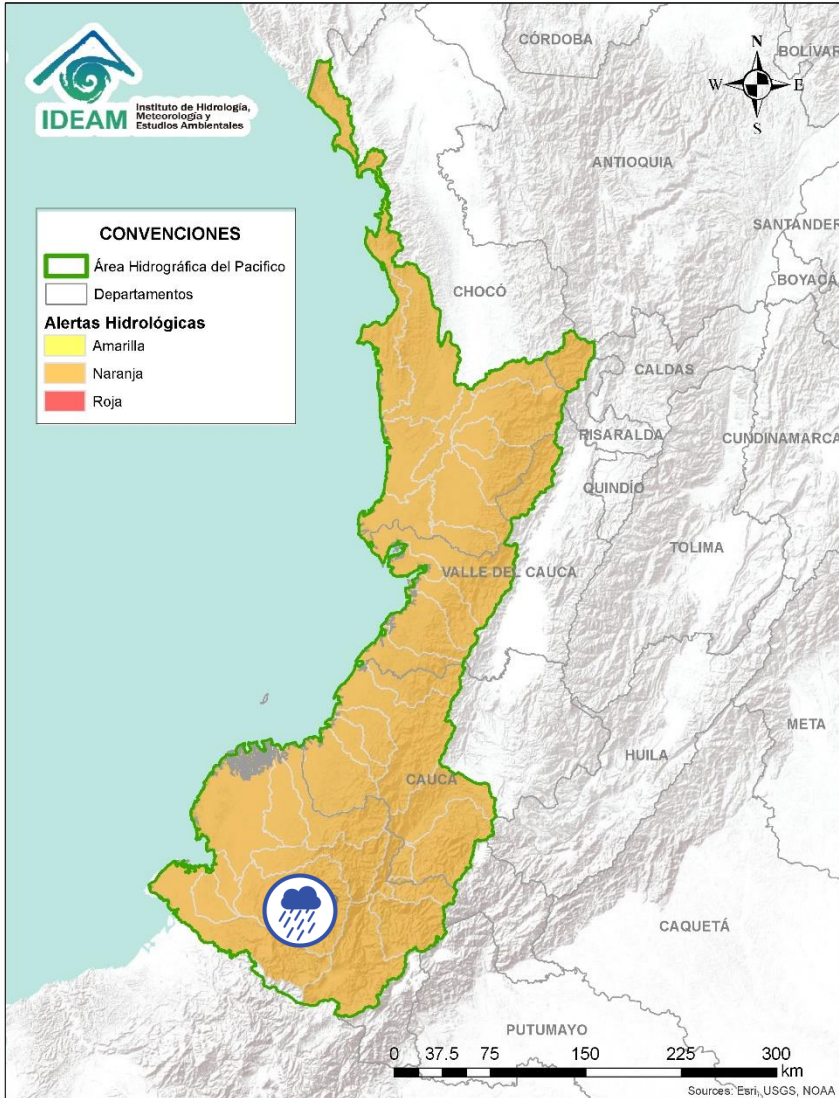 IDEAM
Instituto de Hidrología,
Meteorología y
Estudios Ambientales
CÓRDOBA
BOLÍVAR
N
W
E
S
ANTIOQUIA
SANTANDER
BOYACÁ
CHOCÓ
CONVENCIONES
Área Hidrográfica del Pacifico
Departamentos
Alertas Hidrológicas
Amarilla
Naranja
Roja
CALDAS
RISARALDA
CUNDINAMARCA
QUINDÍO
TOLIMA
VALLE DEL CAUCA
META
HUILA
CAUCA
CAQUETÁ
PUTUMAYO
0 37.5 75 150 225 300
km
Sources: Esri, USGS, NOAA